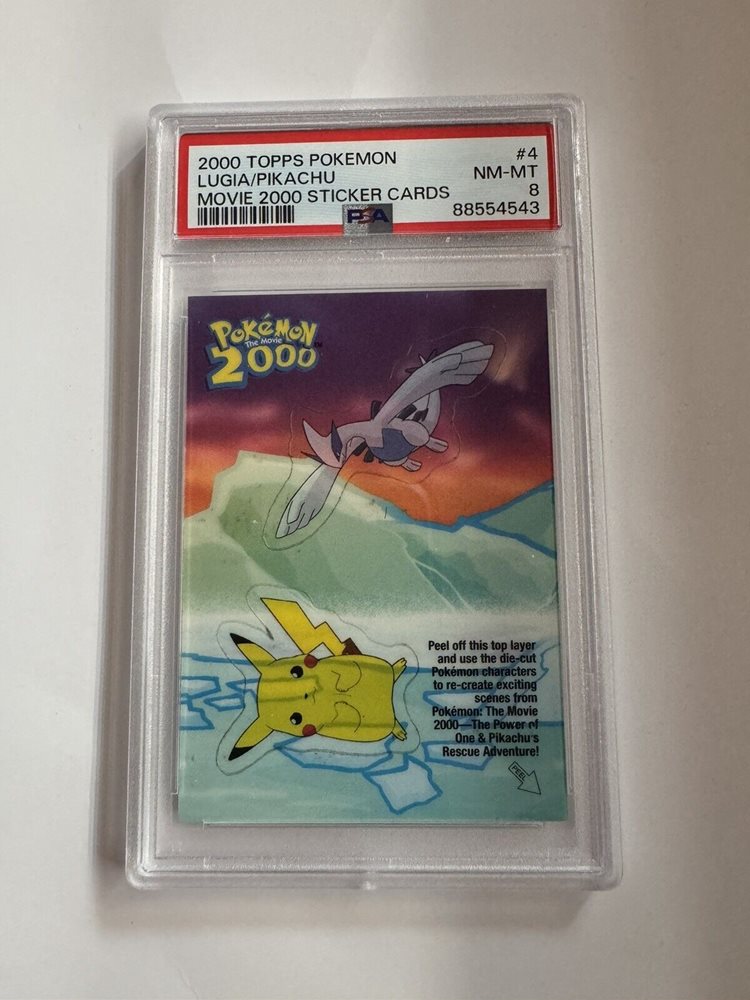 2000 TOPPS POKEMON #4
LUGIA/PIKACHU NM-MT
MOVIE 2000 STICKER CARDS 8
PSA 88554543
POKéMON
The Movie
2000 TM
Peel off this top layer
and use the die-cut
Pokémon characters
to re-create exciting
scenes from
Pokémon: The Movie
2000—The Power of
One & Pikachu's
Rescue Adventure!
PEEL